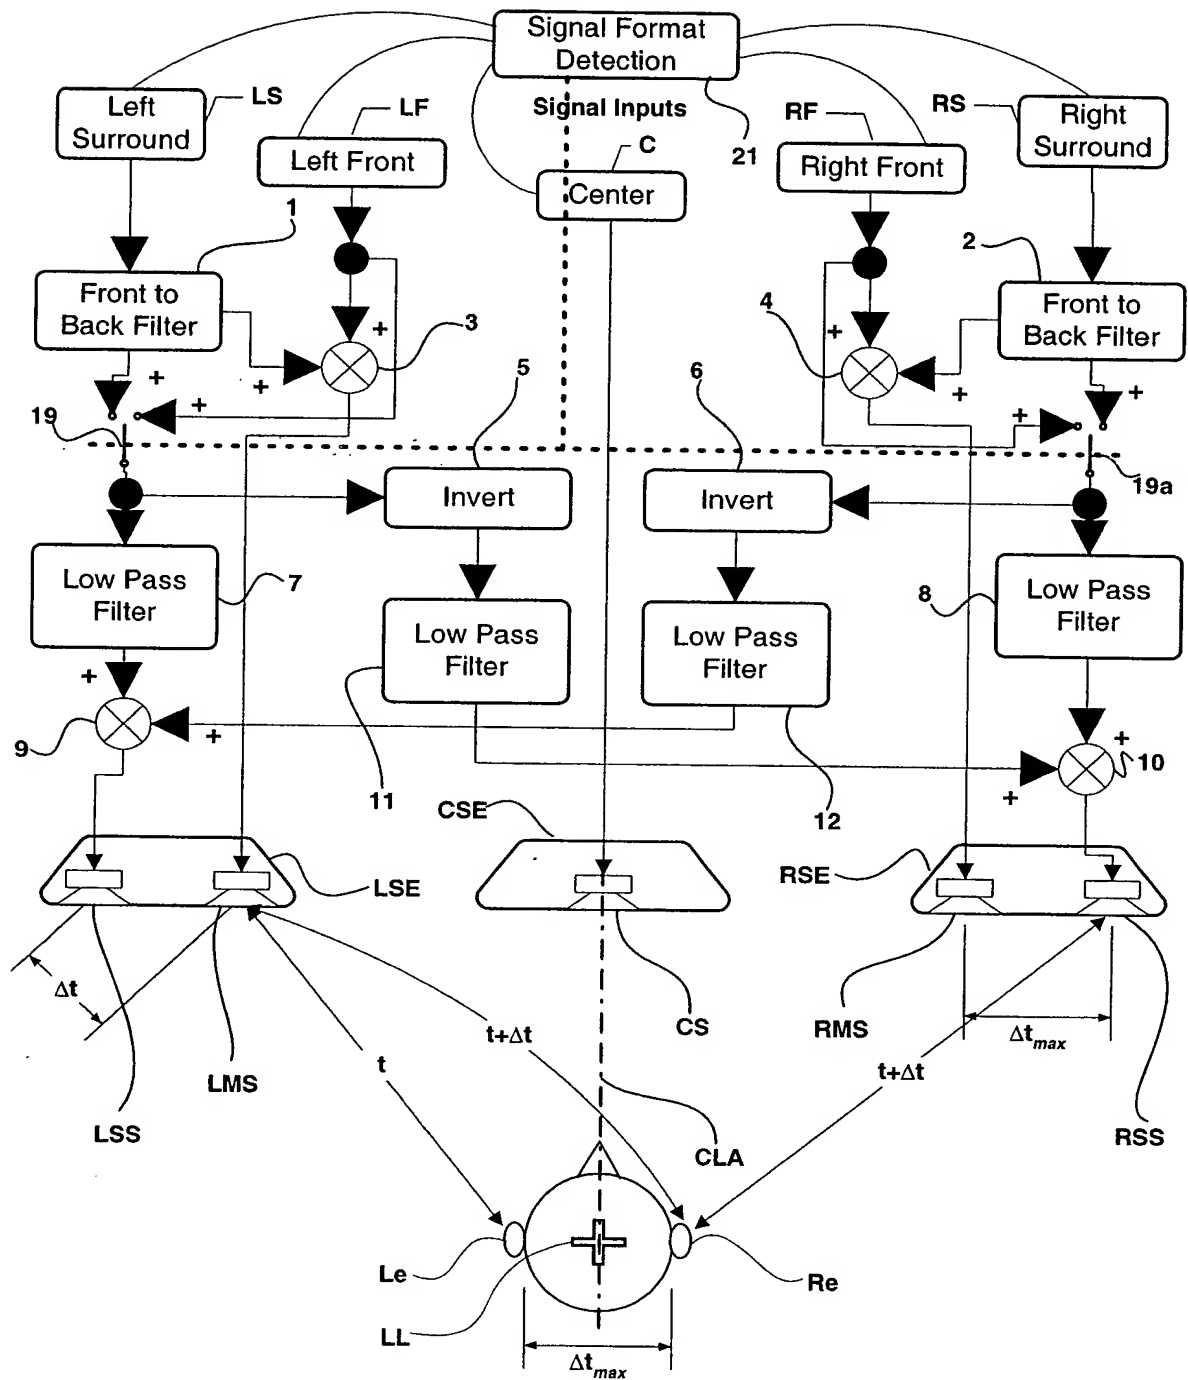 Signal Format
Detection
LS
Left
Surround
LF
Left Front
Signal Inputs
C
Center
21
RF
Right Front
RS
Right
Surround
1
2
Front to
Back Filter
3
4
Front to
Back Filter
+
+
+
+
+
+
+
+
+
+
19
5
6
19a
Invert
Invert
Low Pass
Filter
7
Low Pass
Filter
Low Pass
Filter
8
Low Pass
Filter
+
9
+
11
12
+
10
+
CSE
LSE
RSE
Δt
t
t+Δt
CS
RMS
Δtmax
t+Δt
LMS
LSS
CLA
RSS
Le
Re
LL
Δtmax